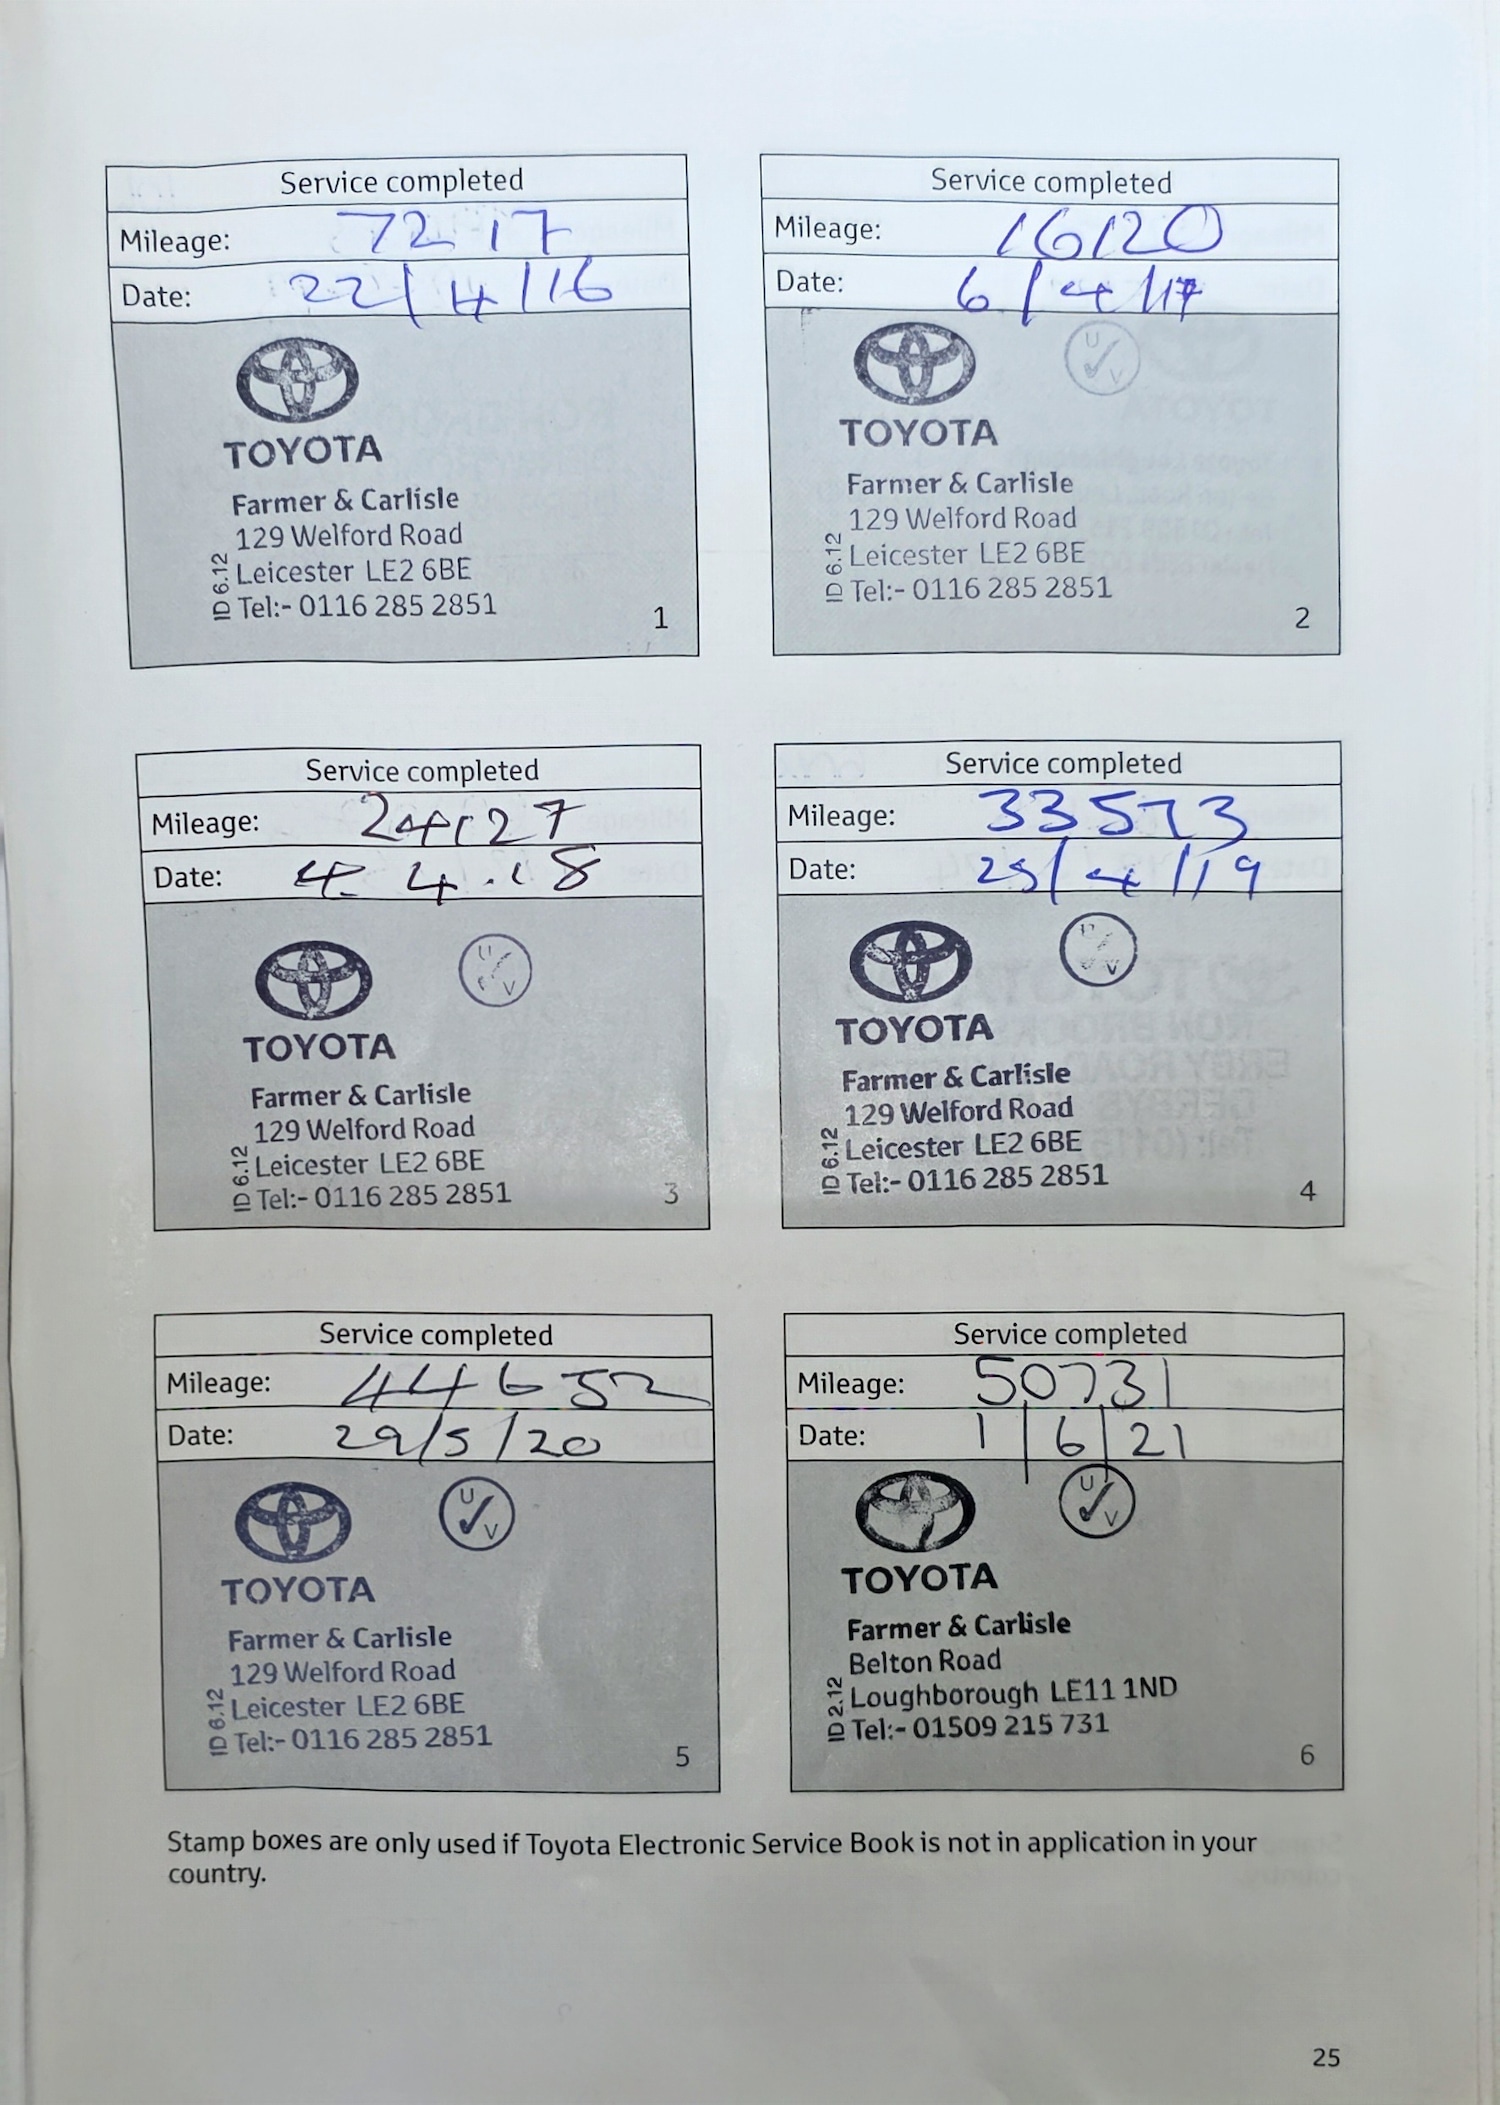 Service completed
Mileage: 7217
Date: 22/4/16
TOYOTA
Farmer & Carlisle
129 Welford Road
Leicester LE2 6BE
Tel:- 0116 285 2851
ID 6.12
1
Service completed
Mileage: 16120
Date: 6/4/17
U
V
TOYOTA
Farmer & Carlisle
129 Welford Road
Leicester LE2 6BE
Tel:- 0116 285 2851
ID 6.12
2
Service completed
Mileage: 24127
Date: 4.4.18
U
V
TOYOTA
Farmer & Carlisle
129 Welford Road
Leicester LE2 6BE
Tel:- 0116 285 2851
ID 6.12
3
Service completed
Mileage: 33573
Date: 25/4/19
U
V
TOYOTA
Farmer & Carlisle
129 Welford Road
Leicester LE2 6BE
Tel:- 0116 285 2851
ID 6.12
4
Service completed
Mileage: 44652
Date: 29/5/20
U
V
TOYOTA
Farmer & Carlisle
129 Welford Road
Leicester LE2 6BE
Tel:- 0116 285 2851
ID 6.12
5
Service completed
Mileage: 50731
Date: 1/6/21
U
V
TOYOTA
Farmer & Carlisle
Belton Road
Loughborough LE11 1ND
Tel:- 01509 215 731
ID 2.12
6
Stamp boxes are only used if Toyota Electronic Service Book is not in application in your
country.
25